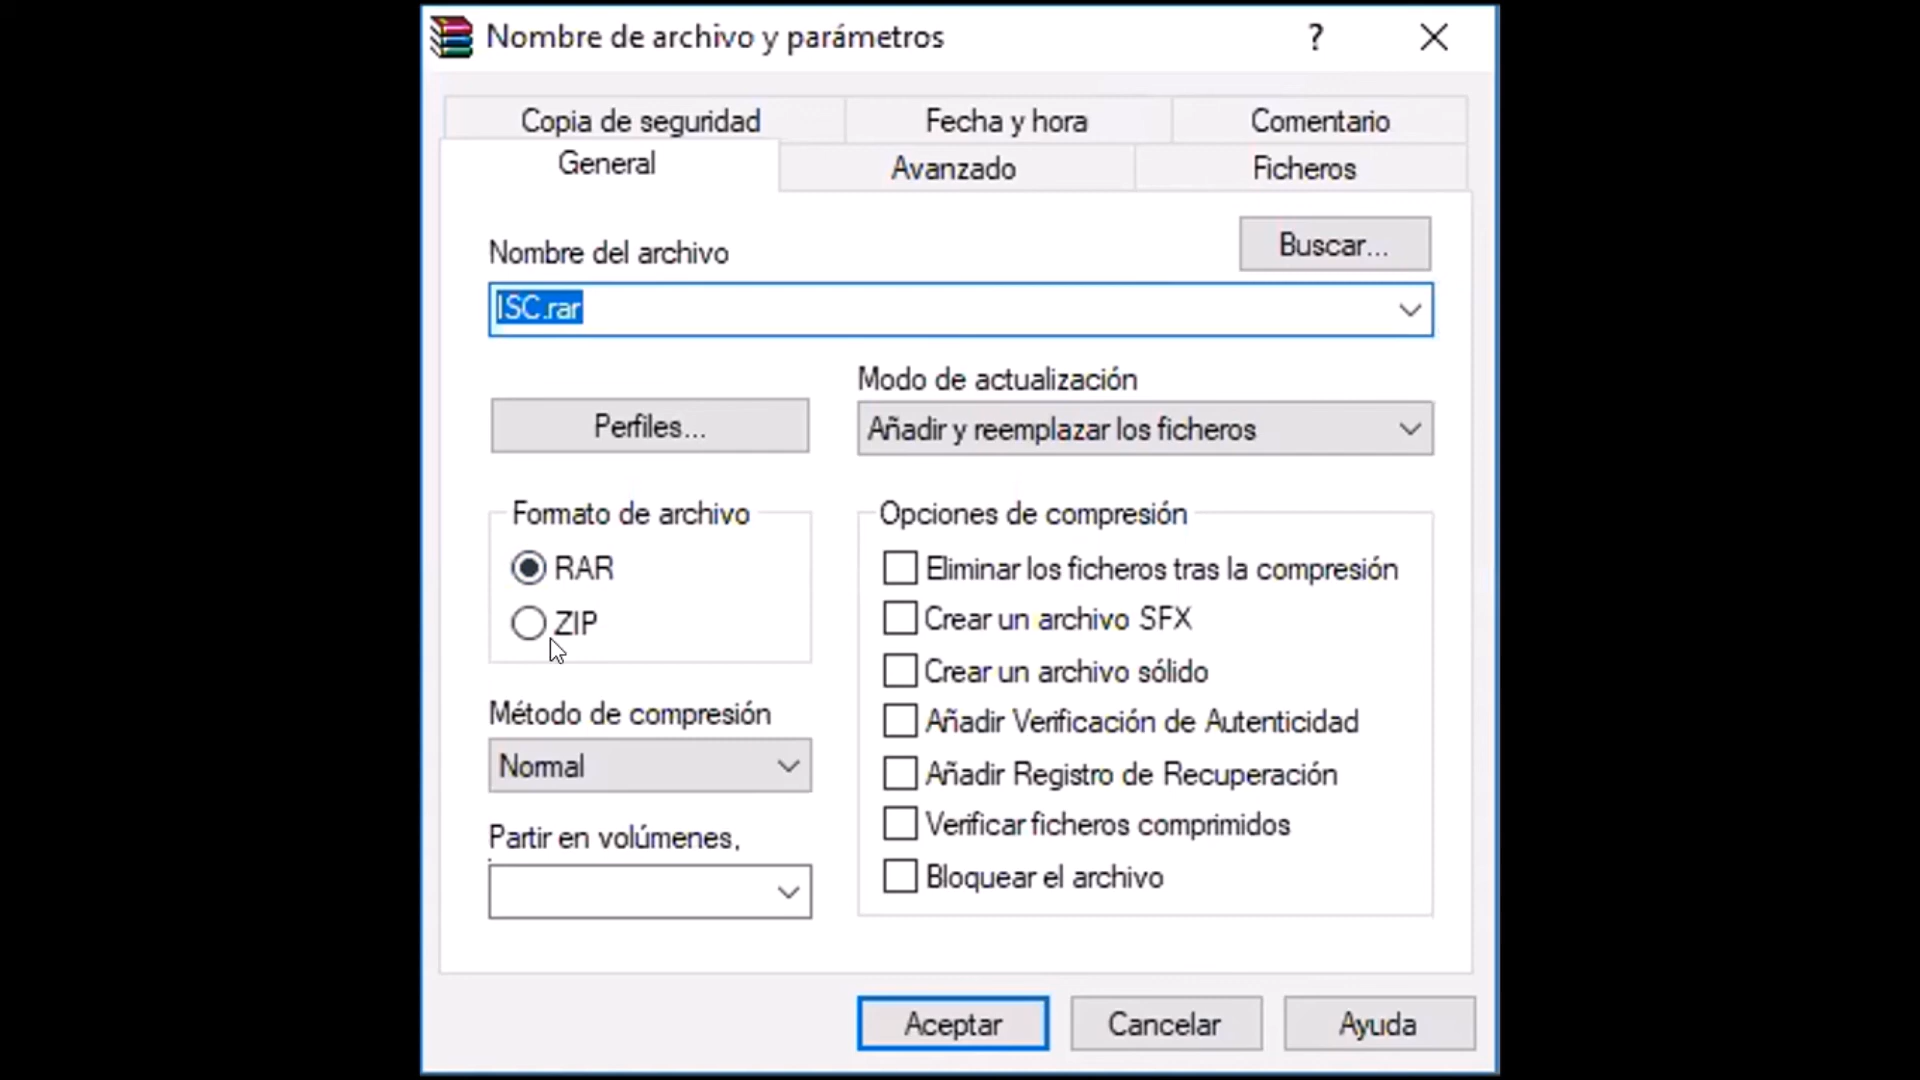 Nombre de archivo y parámetros
?
Copia de seguridad Fecha y hora Comentario
General Avanzado Ficheros
Nombre del archivo
Buscar...
ISC.rar
Modo de actualización
Perfiles...
Añadir y reemplazar los ficheros
Formato de archivo
RAR
ZIP
Método de compresión
Normal
Partir en volúmenes,
Opciones de compresión
Eliminar los ficheros tras la compresión
Crear un archivo SFX
Crear un archivo sólido
Añadir Verificación de Autenticidad
Añadir Registro de Recuperación
Verificar ficheros comprimidos
Bloquear el archivo
Aceptar Cancelar Ayuda